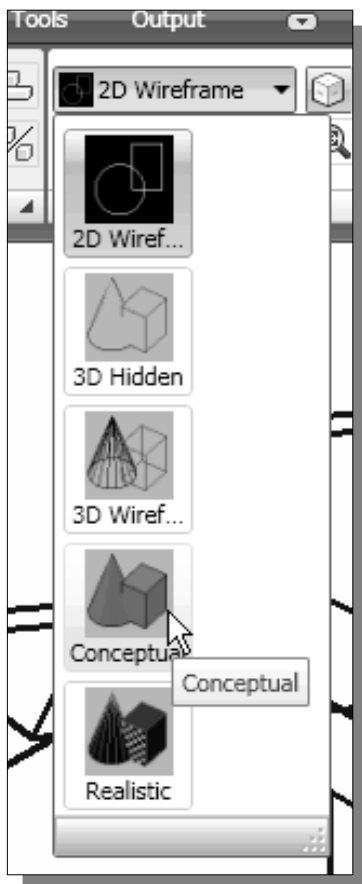 Tools Output
2D Wireframe
2D Wiref...
3D Hidden
3D Wiref...
Conceptual
Conceptual
Realistic